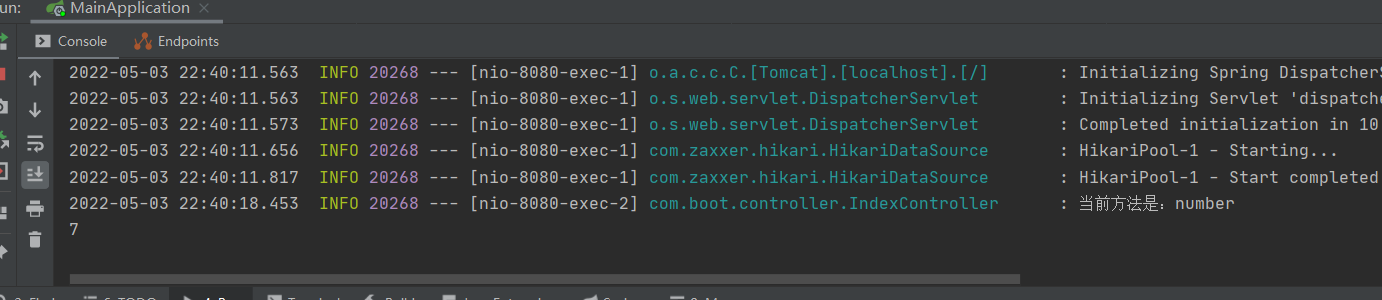 un: MainApplication
Console Endpoints
2022-05-03 22:40:11.563 INFO 20268 --- [nio-8080-exec-1] o.a.c.c.C.[Tomcat].[localhost].[/] : Initializing Spring Dispatcher
2022-05-03 22:40:11.563 INFO 20268 --- [nio-8080-exec-1] o.s.web.servlet.DispatcherServlet : Initializing Servlet 'dispatche
2022-05-03 22:40:11.573 INFO 20268 --- [nio-8080-exec-1] o.s.web.servlet.DispatcherServlet : Completed initialization in 10
2022-05-03 22:40:11.656 INFO 20268 --- [nio-8080-exec-1] com.zaxxer.hikari.HikariDataSource : HikariPool-1 - Starting...
2022-05-03 22:40:11.817 INFO 20268 --- [nio-8080-exec-1] com.zaxxer.hikari.HikariDataSource : HikariPool-1 - Start completed
2022-05-03 22:40:18.453 INFO 20268 --- [nio-8080-exec-2] com.boot.controller.IndexController : 当前方法是：number
7